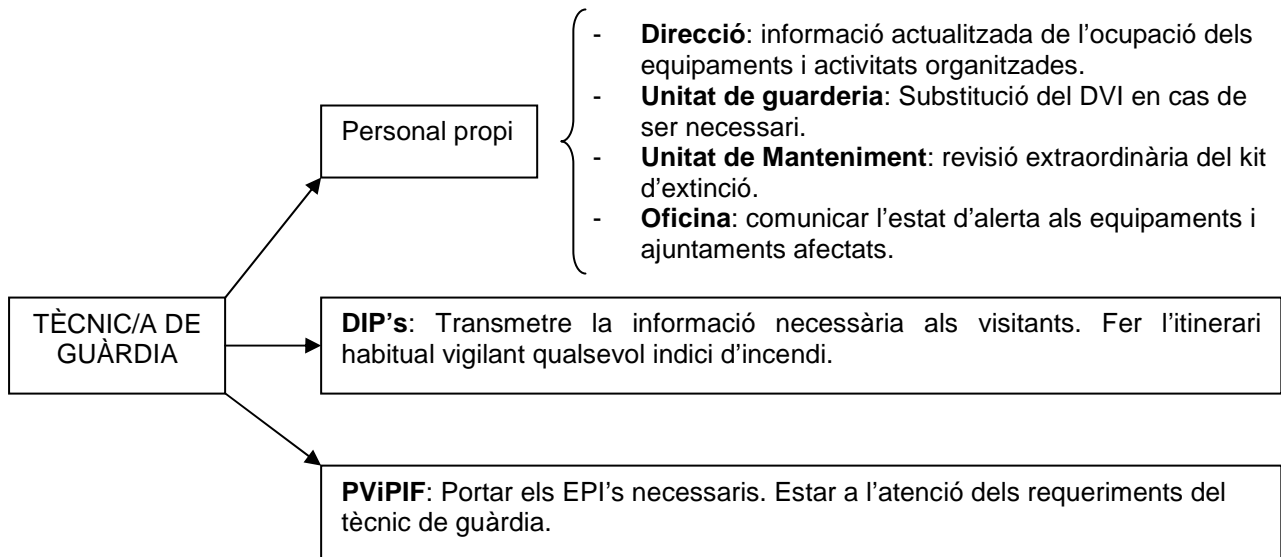 - Direcció: informació actualitzada de l’ocupació dels
equipaments i activitats organitzades.
- Unitat de guarderia: Substitució del DVI en cas de
ser necessari.
- Unitat de Manteniment: revisió extraordinària del kit
d’extinció.
- Oficina: comunicar l’estat d’alerta als equipaments i
ajuntaments afectats.
Personal propi
TÈCNIC/A DE
GUÀRDIA
DIP’s: Transmetre la informació necessària als visitants. Fer l’itinerari
habitual vigilant qualsevol indici d’incendi.
PViPIF: Portar els EPI’s necessaris. Estar a l’atenció dels requeriments del
tècnic de guàrdia.